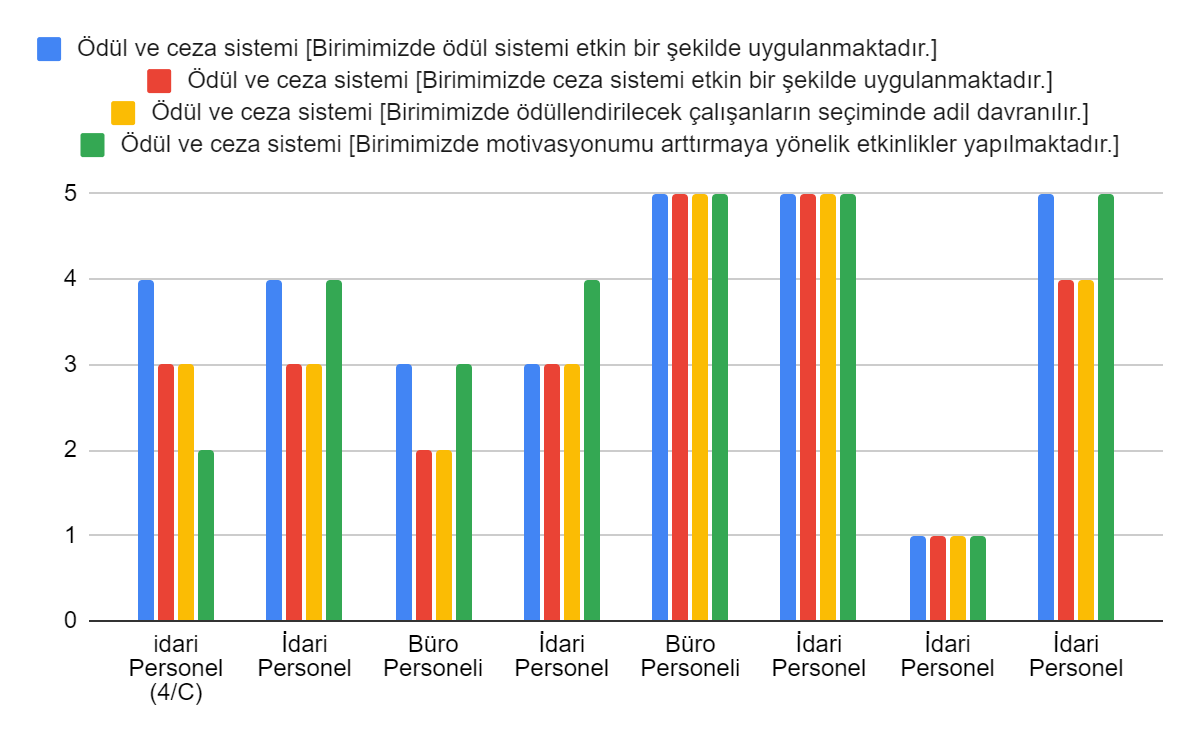 Ödül ve ceza sistemi [Birimimizde ödül sistemi etkin bir şekilde uygulanmaktadır.]
Ödül ve ceza sistemi [Birimimizde ceza sistemi etkin bir şekilde uygulanmaktadır.]
Ödül ve ceza sistemi [Birimimizde ödüllendirilecek çalışanların seçiminde adil davranılır.]
Ödül ve ceza sistemi [Birimimizde motivasyonumu arttırmaya yönelik etkinlikler yapılmaktadır.]
5
4
3
2
1
0
idari
Personel
(4/C)
İdari
Personel
Büro
Personeli
İdari
Personel
Büro
Personeli
İdari
Personel
İdari
Personel
İdari
Personel